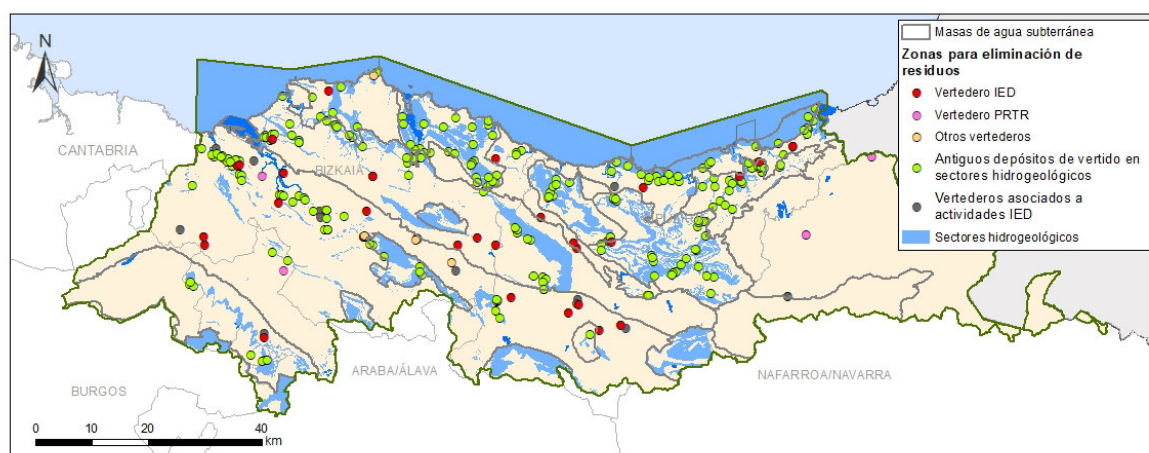 N
CANTABRIA
BIZKAIA
BURGOS
ARABA/ÁLAVA
NAFARROA/NAVARRA
0 10 20 40
km
Masas de agua subterránea
Zonas para eliminación de
residuos
Vertedero IED
Vertedero PRTR
Otros vertederos
Antiguos depósitos de vertido en
sectores hidrogeológicos
Vertederos asociados a
actividades IED
Sectores hidrogeológicos